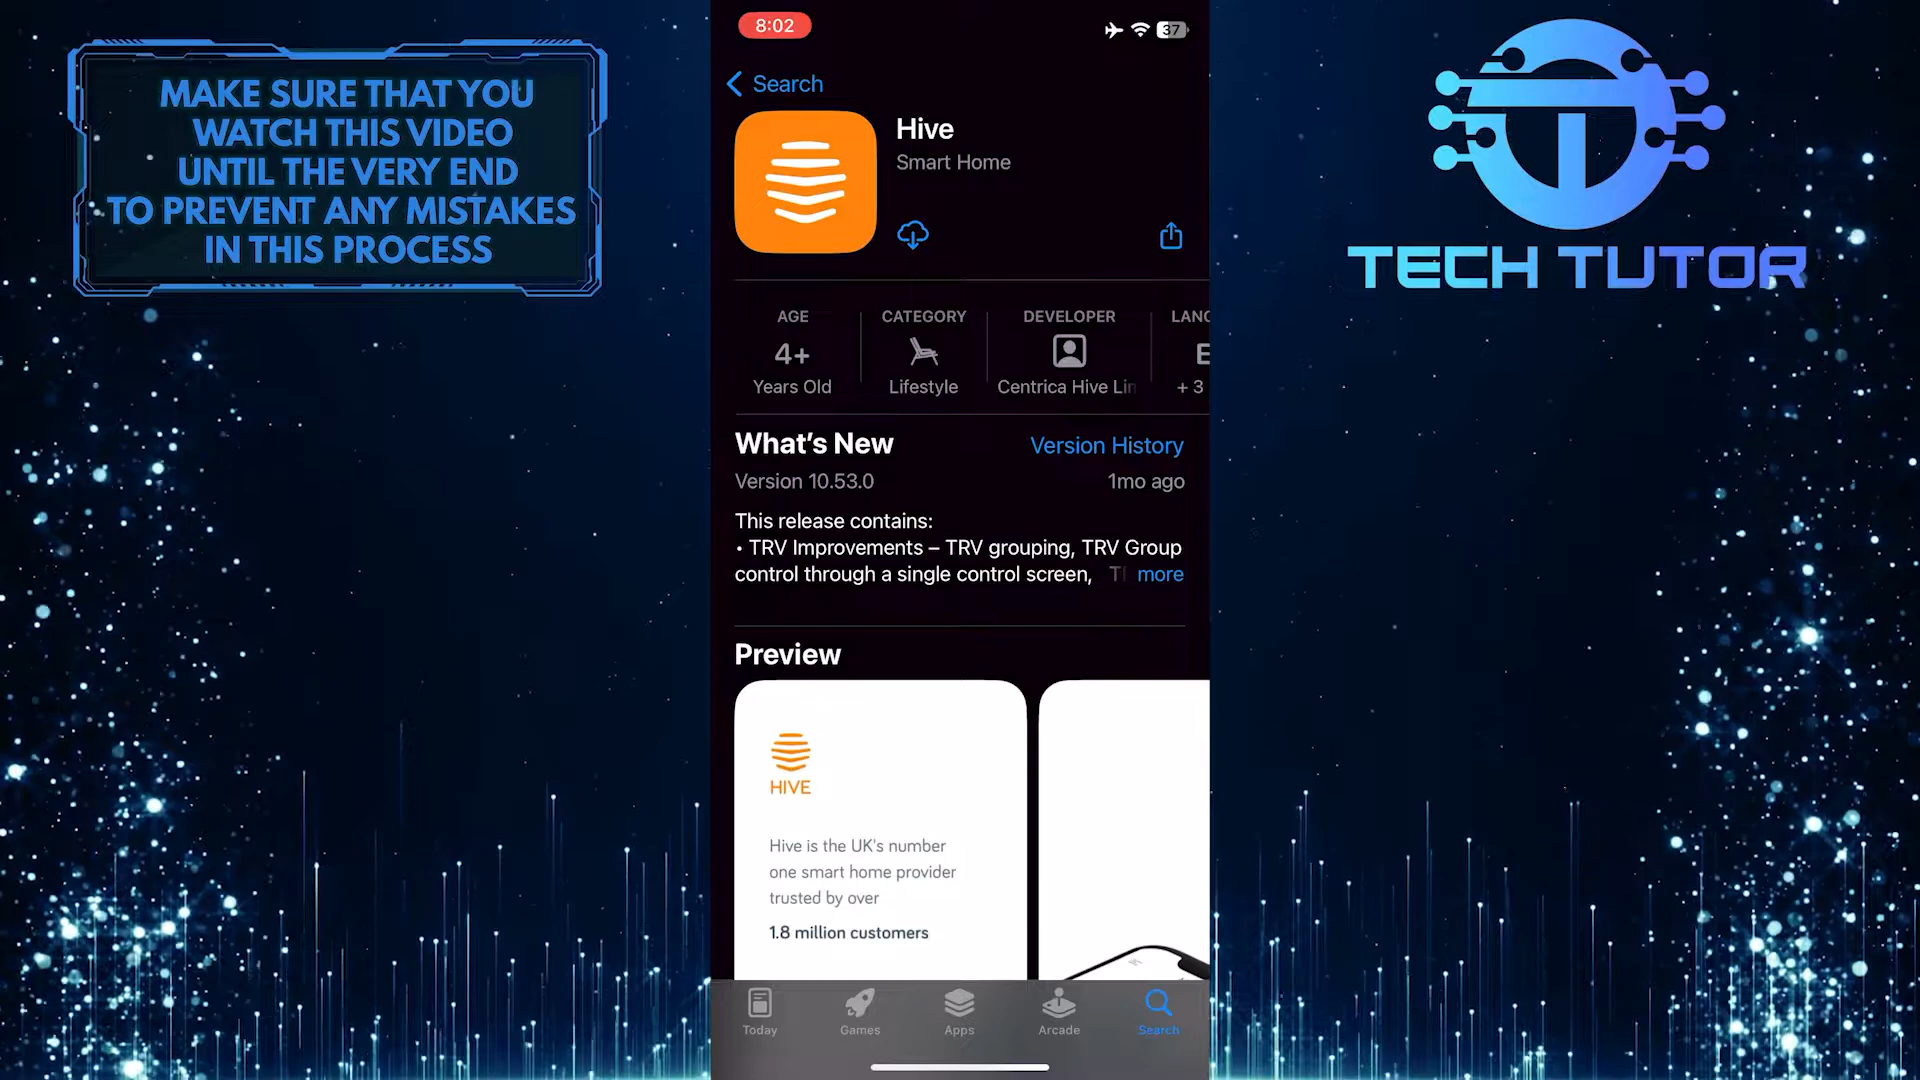 MAKE SURE THAT YOU
WATCH THIS VIDEO
UNTIL THE VERY END
TO PREVENT ANY MISTAKES
IN THIS PROCESS
8:02
37
Search
Hive
Smart Home
AGE
4+
Years Old
CATEGORY
Lifestyle
DEVELOPER
Centrica Hive Lin
LANG
E
+ 3
What's New
Version History
Version 10.53.0
1mo ago
This release contains:
• TRV Improvements – TRV grouping, TRV Group
control through a single control screen, more
Preview
HIVE
Hive is the UK's number
one smart home provider
trusted by over
1.8 million customers
Today
Games
Apps
Arcade
Search
TECH TUTOR